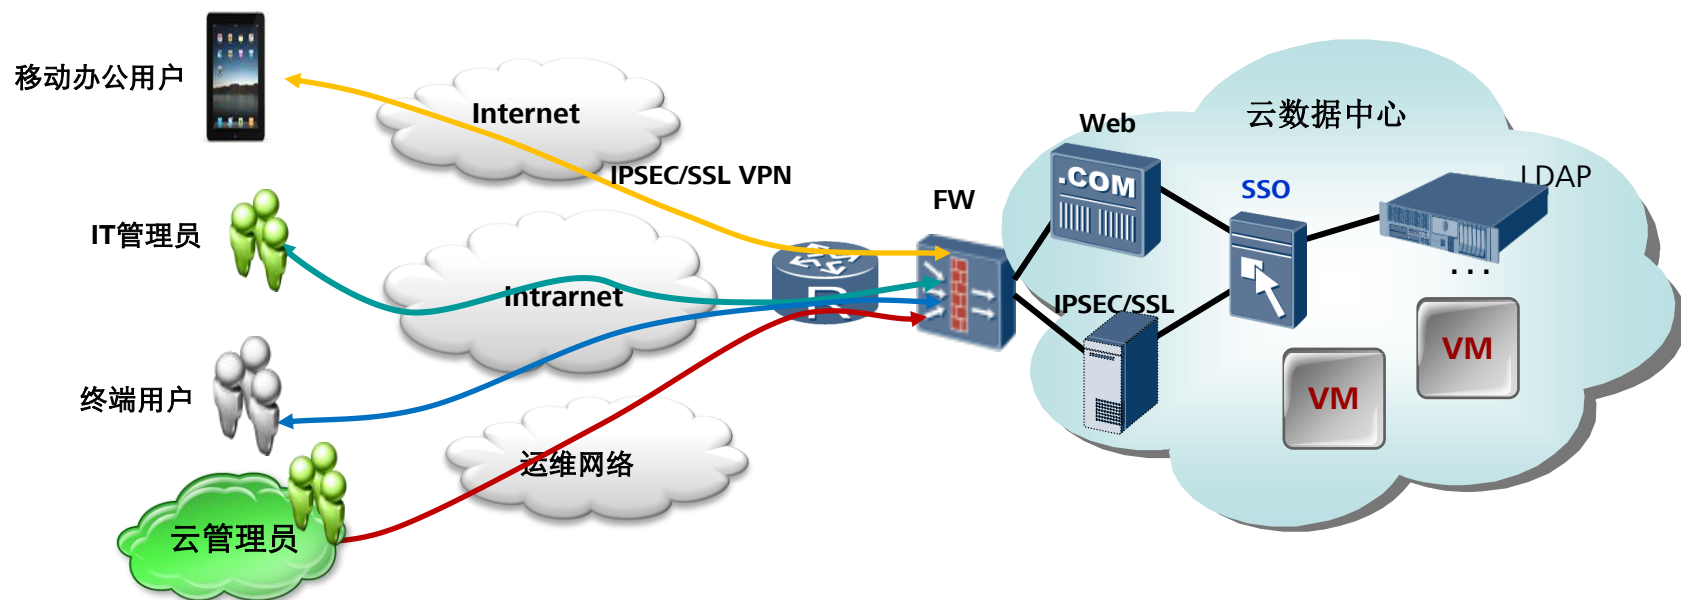 移动办公用户
Internet
云数据中心
Web
.COM
IPSEC/SSL VPN
LDAP
SSO
FW
IT管理员
Intrarnet
R
IPSEC/SSL
...
VM
VM
终端用户
运维网络
云管理员